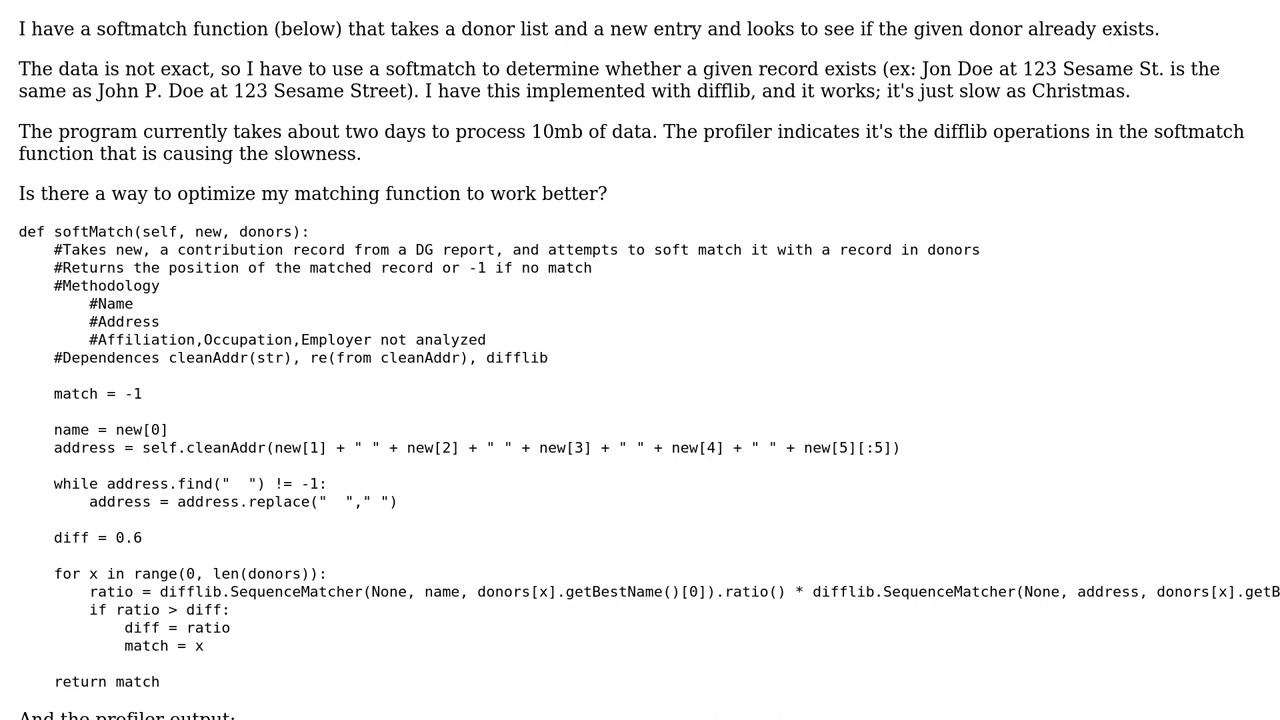 I have a softmatch function (below) that takes a donor list and a new entry and looks to see if the given donor already exists.
The data is not exact, so I have to use a softmatch to determine whether a given record exists (ex: Jon Doe at 123 Sesame St. is the
same as John P. Doe at 123 Sesame Street). I have this implemented with difflib, and it works; it's just slow as Christmas.
The program currently takes about two days to process 10mb of data. The profiler indicates it's the difflib operations in the softmatch
function that is causing the slowness.
Is there a way to optimize my matching function to work better?
def softMatch(self, new, donors):
    #Takes new, a contribution record from a DG report, and attempts to soft match it with a record in donors
    #Returns the position of the matched record or -1 if no match
    #Methodology
        #Name
        #Address
        #Affiliation,Occupation,Employer not analyzed
    #Dependences cleanAddr(str), re(from cleanAddr), difflib
    match = -1
    name = new[0]
    address = self.cleanAddr(new[1] + " " + new[2] + " " + new[3] + " " + new[4] + " " + new[5][:5])
    while address.find("  ") != -1:
        address = address.replace("  "," ")
    diff = 0.6
    for x in range(0, len(donors)):
        ratio = difflib.SequenceMatcher(None, name, donors[x].getBestName()[0]).ratio() * difflib.SequenceMatcher(None, address, donors[x].getB
        if ratio > diff:
            diff = ratio
            match = x
    return match
And the profiler output: